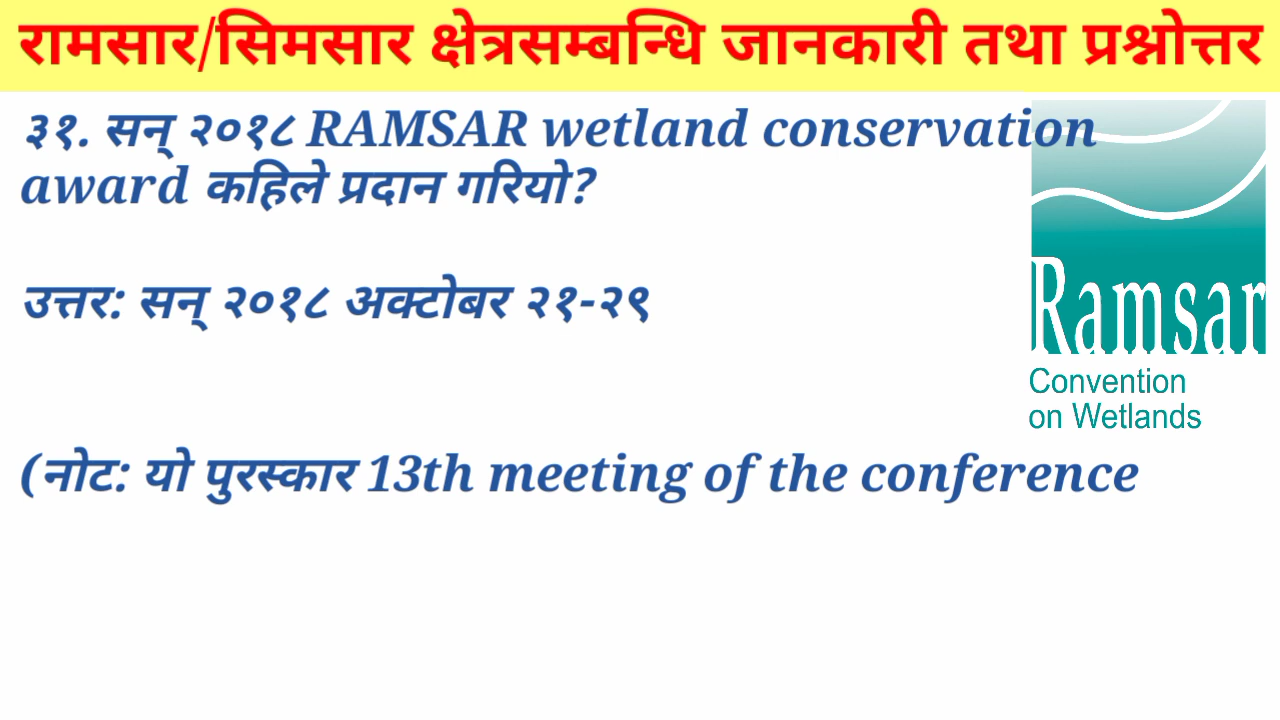 रामसार/सिमसार क्षेत्रसम्बन्धि जानकारी तथा प्रश्नोत्तर
३१. सन् २०१८ RAMSAR wetland conservation
award कहिले प्रदान गरियो?
उत्तर: सन् २०१८ अक्टोबर २१-२९
(नोट: यो पुरस्कार 13th meeting of the conference
Ramsar
Convention
on Wetlands